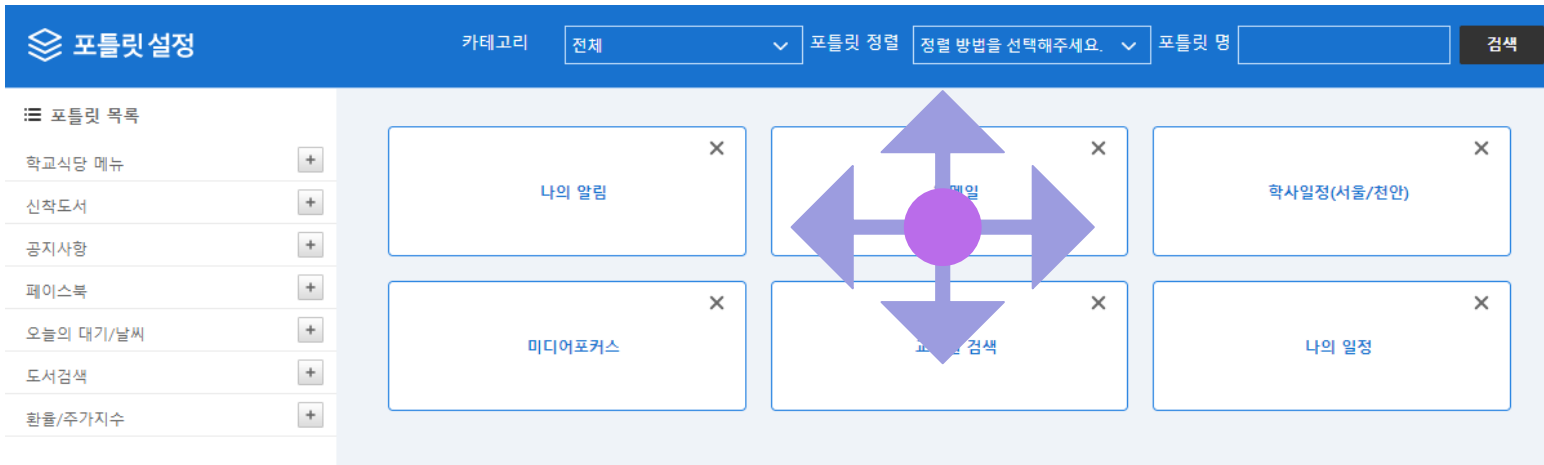 포틀릿 설정
카테고리 전체 포틀릿 정렬 정렬 방법을 선택해주세요. 포틀릿 명 검색
포틀릿 목록
학교식당 메뉴
신착도서
공지사항
페이스북
오늘의 대기/날씨
도서검색
환율/주가지수
나의 알림
학사일정(서울/천안)
미디어포커스
검색
나의 일정